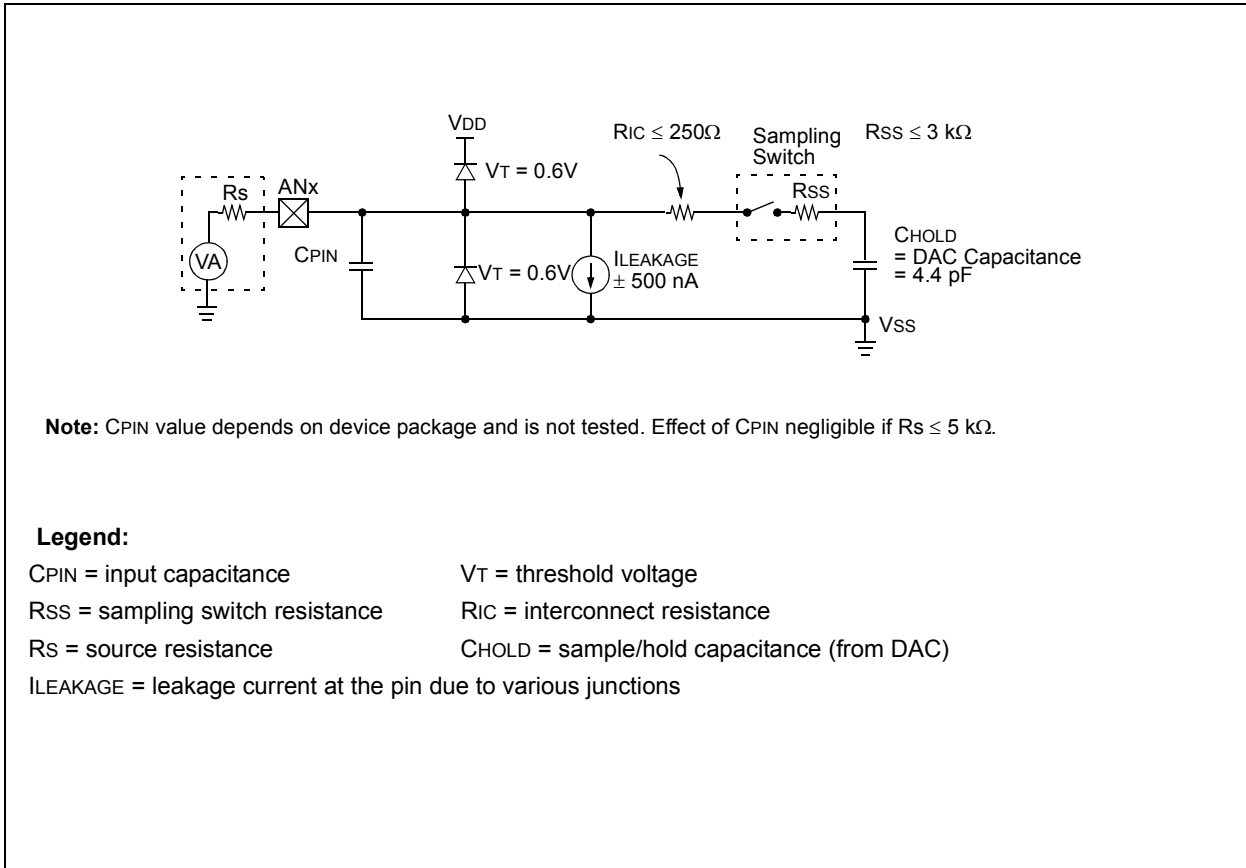 VDD
RIC ≤ 250Ω
Sampling
Switch
RSS ≤ 3 kΩ
VT = 0.6V
Rs
ANx
RSS
VA
CPIN
VT = 0.6V
ILEAKAGE
± 500 nA
CHOLD
= DAC Capacitance
= 4.4 pF
VSS
Note: CPIN value depends on device package and is not tested. Effect of CPIN negligible if Rs ≤ 5 kΩ.
Legend:
CPIN = input capacitance
VT = threshold voltage
RSS = sampling switch resistance
RIC = interconnect resistance
RS = source resistance
CHOLD = sample/hold capacitance (from DAC)
ILEAKAGE = leakage current at the pin due to various junctions